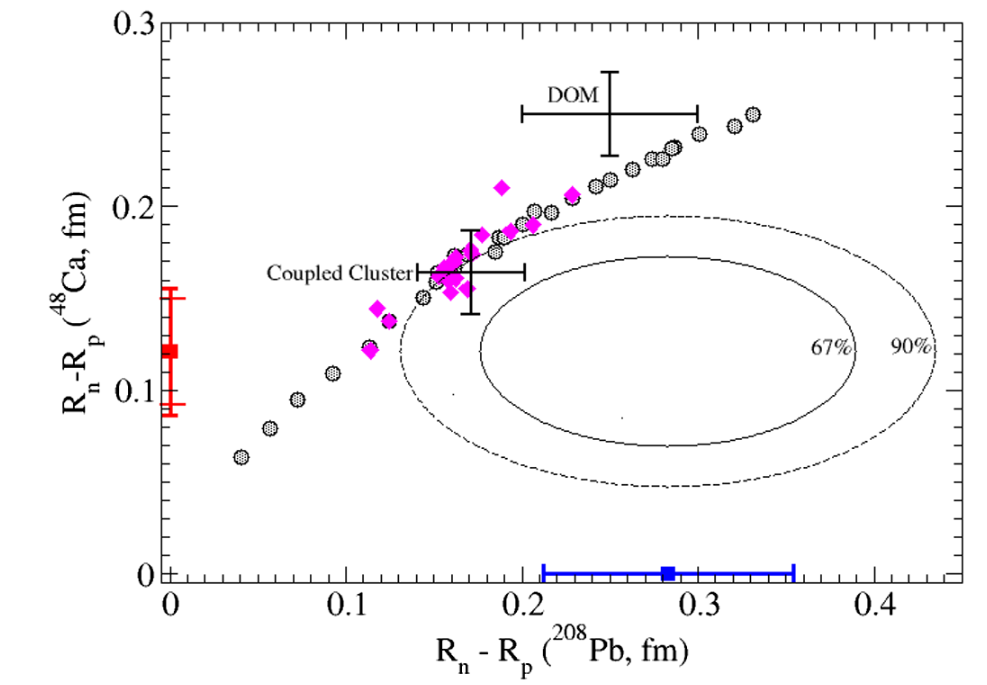 0.3
DOM
0.2
Coupled Cluster
67% 90%
0.1
0
R_n-R_p (^48Ca, fm)
0 0.1 0.2 0.3 0.4
R_n - R_p (^208Pb, fm)